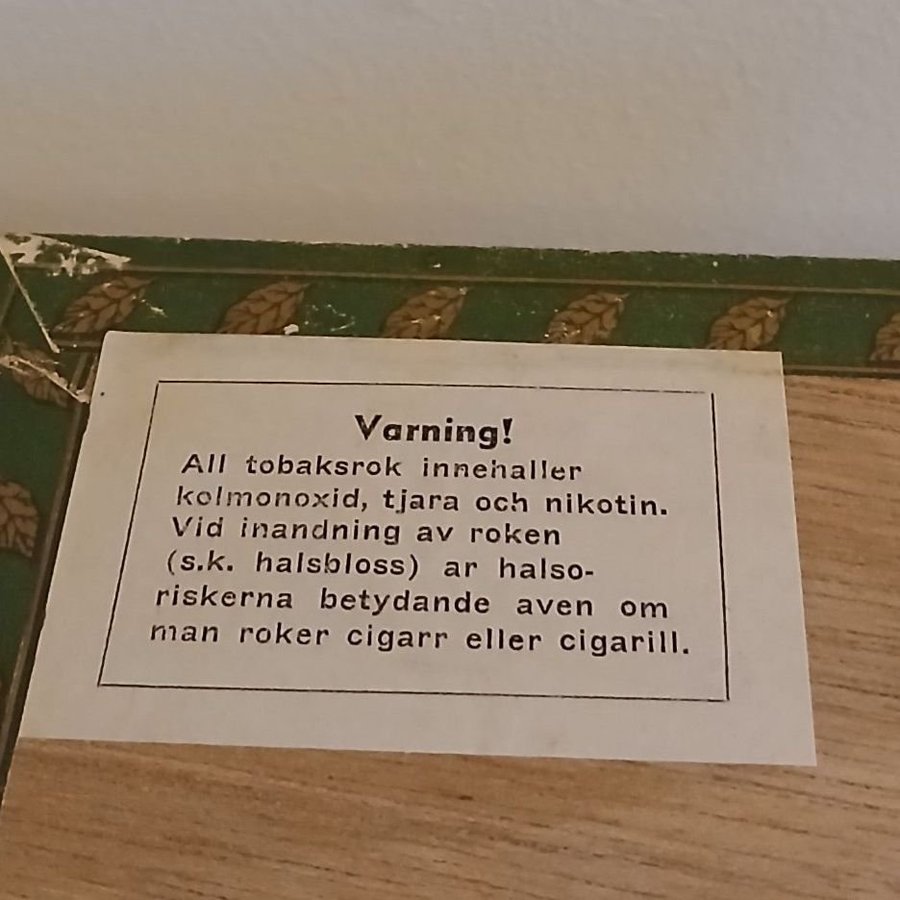 Varning!
All tobaksrok innehaller
kolmonoxid, tjara och nikotin.
Vid inandning av roken
(s.k. halsbloss) ar halso-
riskerna betydande aven om
man roker cigarr eller cigarill.